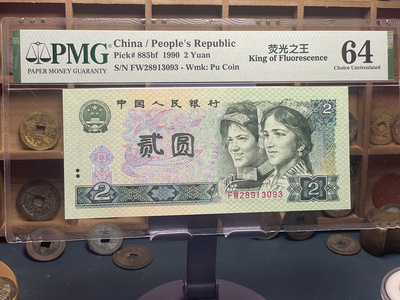 PMG
PAPER MONEY GUARANTY
China / People's Republic
Pick# 885bf 1990 2 Yuan
S/N FW28913093 - Wmk: Pu Coin
荧光之王
King of Fluorescence
64
Choice Uncirculated
中国人民银行
2
贰圆
FW28913093
2
2